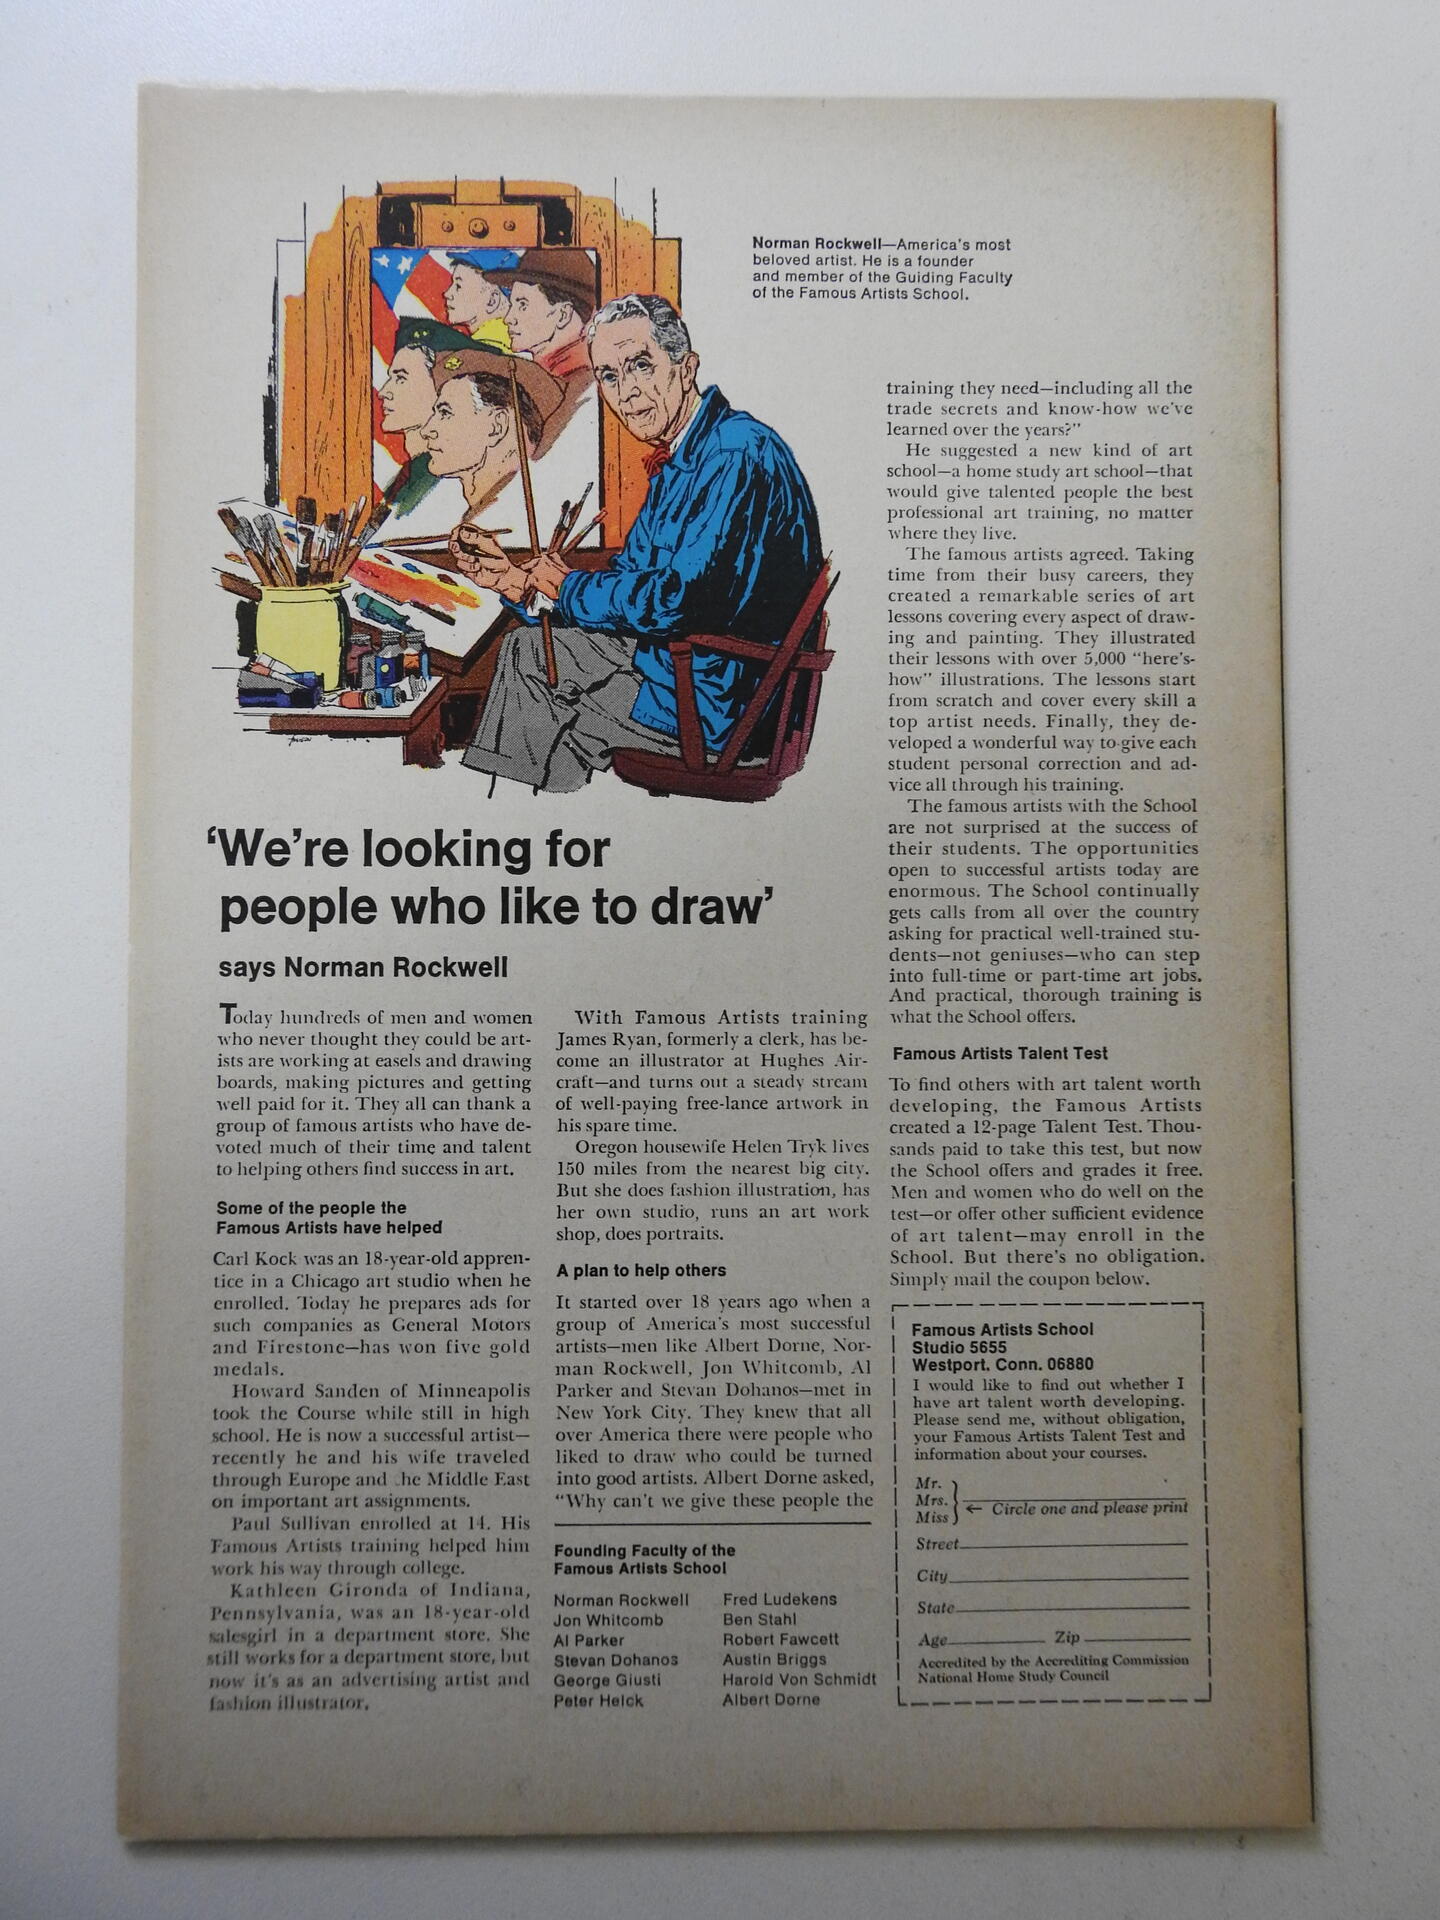 Norman Rockwell—America's most
beloved artist. He is a founder
and member of the Guiding Faculty
of the Famous Artists School.
'We're looking for
people who like to draw'
says Norman Rockwell
Today hundreds of men and women
who never thought they could be art-
ists are working at easels and drawing
boards, making pictures and getting
well paid for it. They all can thank a
group of famous artists who have de-
voted much of their time and talent
to helping others find success in art.
Some of the people the
Famous Artists have helped
Carl Kock was an 18-year-old appren-
tice in a Chicago art studio when he
enrolled. Today he prepares ads for
such companies as General Motors
and Firestone—has won five gold
medals.
Howard Sanden of Minneapolis
took the Course while still in high
school. He is now a successful artist—
recently he and his wife traveled
through Europe and he Middle East
on important art assignments.
Paul Sullivan enrolled at 14. His
Famous Artists training helped him
work his way through college.
Kathleen Gironda of Indiana,
Pennsylvania, was an 18-year-old
salesgirl in a department store. She
still works for a department store, but
now it's as an advertising artist and
fashion illustrator.
With Famous Artists training
James Ryan, formerly a clerk, has be-
come an illustrator at Hughes Air-
craft—and turns out a steady stream
of well-paying free-lance artwork in
his spare time.
Oregon housewife Helen Tryk lives
150 miles from the nearest big city.
But she does fashion illustration, has
her own studio, runs an art work
shop, does portraits.
A plan to help others
It started over 18 years ago when a
group of America's most successful
artists—men like Albert Dorne, Nor-
man Rockwell, Jon Whitcomb, Al
Parker and Stevan Dohanos—met in
New York City. They knew that all
over America there were people who
liked to draw who could be turned
into good artists. Albert Dorne asked,
"Why can't we give these people the
training they need—including all the
trade secrets and know-how we've
learned over the years?"
He suggested a new kind of art
school—a home study art school—that
would give talented people the best
professional art training, no matter
where they live.
The famous artists agreed. Taking
time from their busy careers, they
created a remarkable series of art
lessons covering every aspect of draw-
ing and painting. They illustrated
their lessons with over 5,000 "here's-
how" illustrations. The lessons start
from scratch and cover every skill a
top artist needs. Finally, they de-
veloped a wonderful way to give each
student personal correction and ad-
vice all through his training.
The famous artists with the School
are not surprised at the success of
their students. The opportunities
open to successful artists today are
enormous. The School continually
gets calls from all over the country
asking for practical well-trained stu-
dents—not geniuses—who can step
into full-time or part-time art jobs.
And practical, thorough training is
what the School offers.
Famous Artists Talent Test
To find others with art talent worth
developing, the Famous Artists
created a 12-page Talent Test. Thou-
sands paid to take this test, but now
the School offers and grades it free.
Men and women who do well on the
test—or offer other sufficient evidence
of art talent—may enroll in the
School. But there's no obligation.
Simply mail the coupon below.
Founding Faculty of the
Famous Artists School
Norman Rockwell
Jon Whitcomb
Al Parker
Stevan Dohanos
George Giusti
Peter Helck
Fred Ludekens
Ben Stahl
Robert Fawcett
Austin Briggs
Harold Von Schmidt
Albert Dorne
Famous Artists School
Studio 5655
Westport, Conn. 06880
I would like to find out whether I
have art talent worth developing.
Please send me, without obligation,
your Famous Artists Talent Test and
information about your courses.
Mr.
Mrs.
Miss
← Circle one and please print
Street
City
State
Age Zip
Accredited by the Accrediting Commission
National Home Study Council